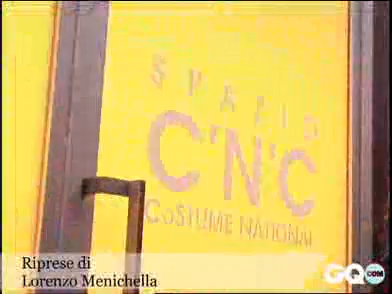 SPAZIO
C'N'C
CoSTUME NATIONAL
Riprese di
Lorenzo Menichella
GQ.COM